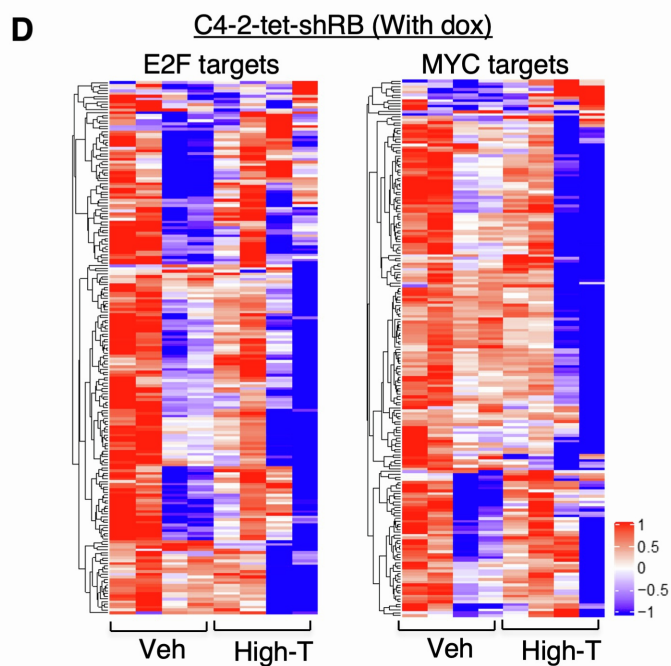 D
C4-2-tet-shRB (With dox)
E2F targets
MYC targets
1
0.5
0
−0.5
−1
Veh
High-T
Veh
High-T